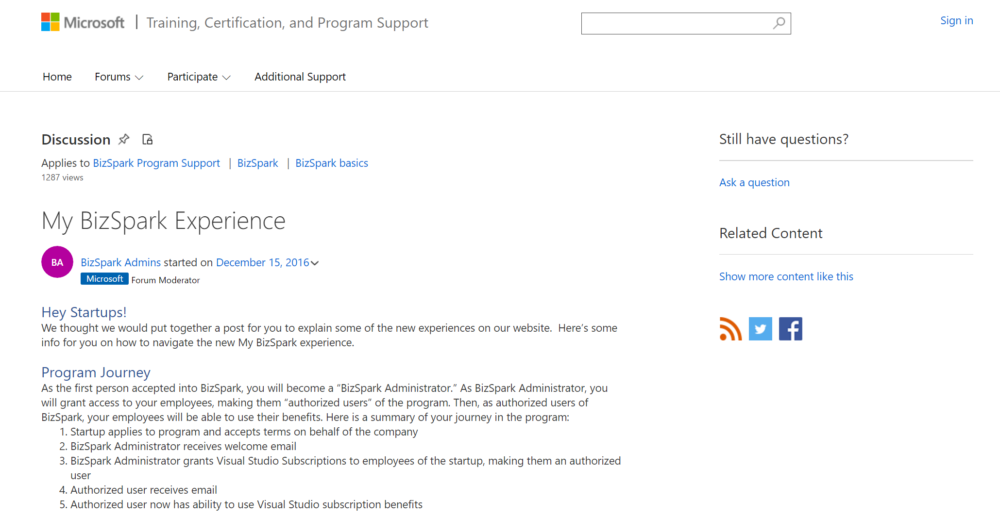 Microsoft | Training, Certification, and Program Support
Sign in
Home Forums Participate Additional Support
Discussion
Applies to BizSpark Program Support | BizSpark | BizSpark basics
1287 views
My BizSpark Experience
BA
BizSpark Admins started on December 15, 2016
Microsoft Forum Moderator
Hey Startups!
We thought we would put together a post for you to explain some of the new experiences on our website.  Here’s some
info for you on how to navigate the new My BizSpark experience.
Program Journey
As the first person accepted into BizSpark, you will become a “BizSpark Administrator.” As BizSpark Administrator, you
will grant access to your employees, making them “authorized users” of the program. Then, as authorized users of
BizSpark, your employees will be able to use their benefits. Here is a summary of your journey in the program:
1. Startup applies to program and accepts terms on behalf of the company
2. BizSpark Administrator receives welcome email
3. BizSpark Administrator grants Visual Studio Subscriptions to employees of the startup, making them an authorized
user
4. Authorized user receives email
5. Authorized user now has ability to use Visual Studio subscription benefits
Still have questions?
Ask a question
Related Content
Show more content like this